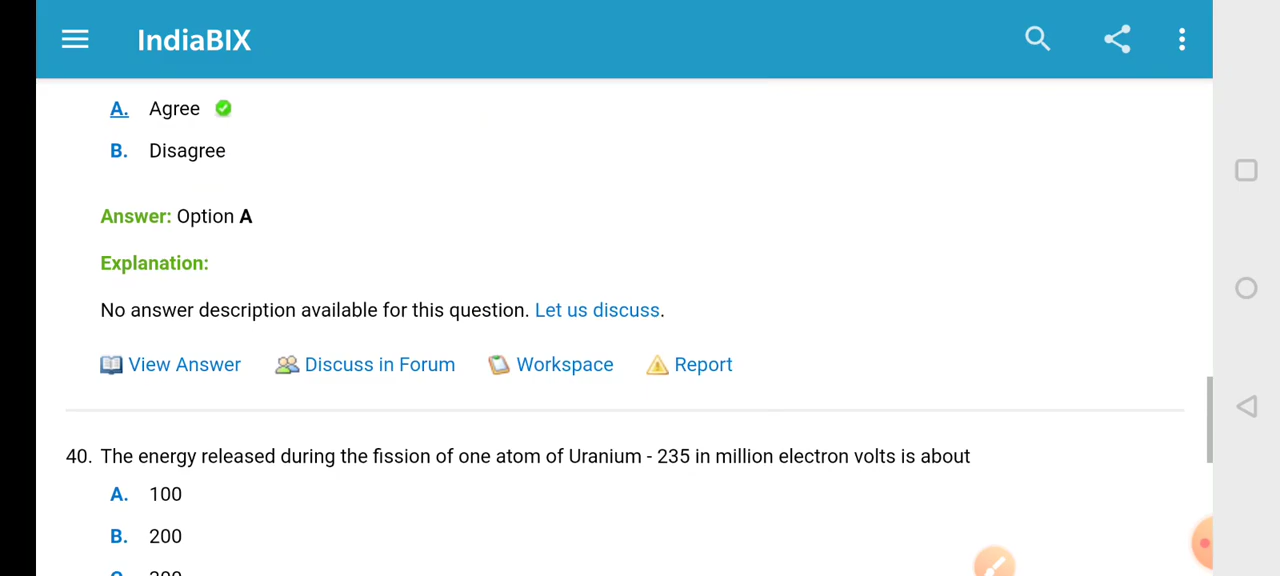 IndiaBIX
A. Agree
B. Disagree
Answer: Option A
Explanation:
No answer description available for this question. Let us discuss.
View Answer Discuss in Forum Workspace Report
40. The energy released during the fission of one atom of Uranium - 235 in million electron volts is about
A. 100
B. 200